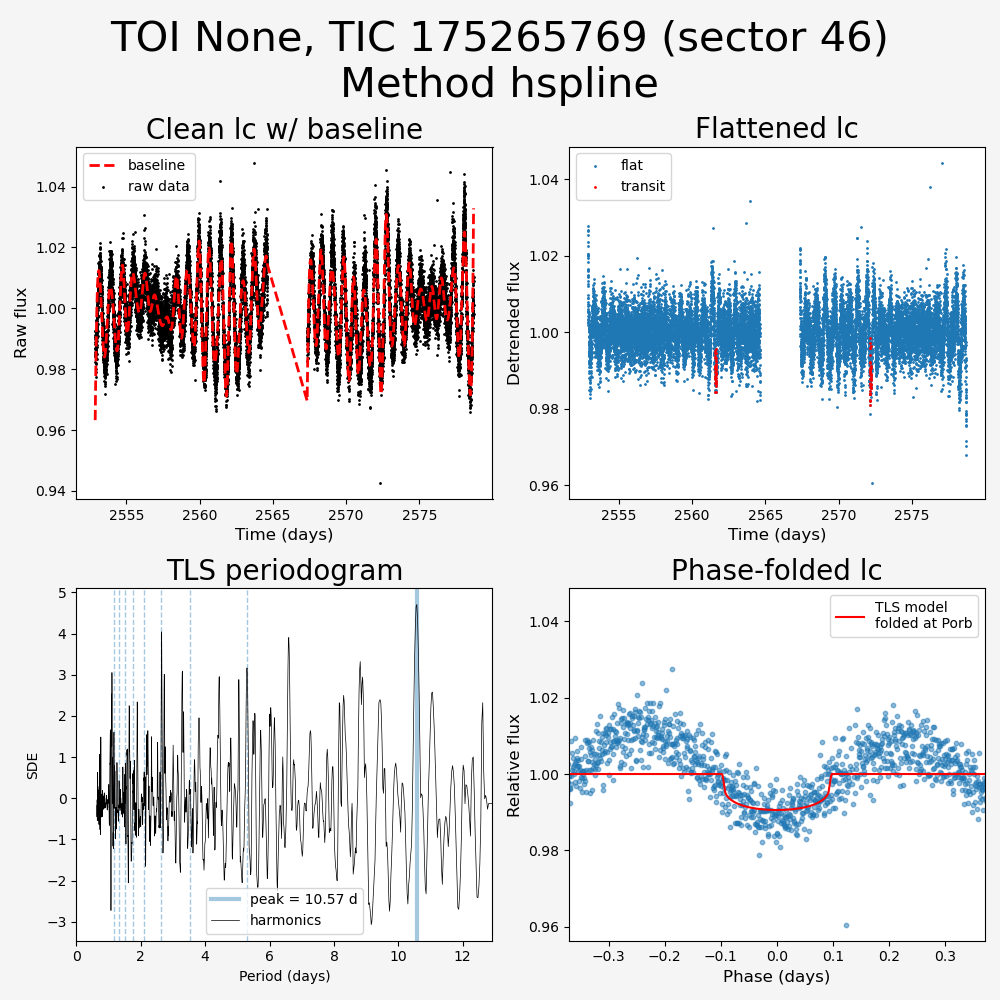 TOI None, TIC 175265769 (sector 46)
Method hspline
Clean lc w/ baseline
baseline
raw data
Raw flux
1.04
1.02
1.00
0.98
0.96
0.94
2555
2560
2565
2570
2575
Time (days)
Flattened lc
flat
transit
Detrended flux
1.04
1.02
1.00
0.98
0.96
2555
2560
2565
2570
2575
Time (days)
TLS periodogram
SDE
5
4
3
2
1
0
−1
−2
−3
peak = 10.57 d
harmonics
0
2
4
6
8
10
12
Period (days)
Phase-folded lc
TLS model
folded at Porb
Relative flux
1.04
1.02
1.00
0.98
0.96
−0.3
−0.2
−0.1
0.0
0.1
0.2
0.3
Phase (days)